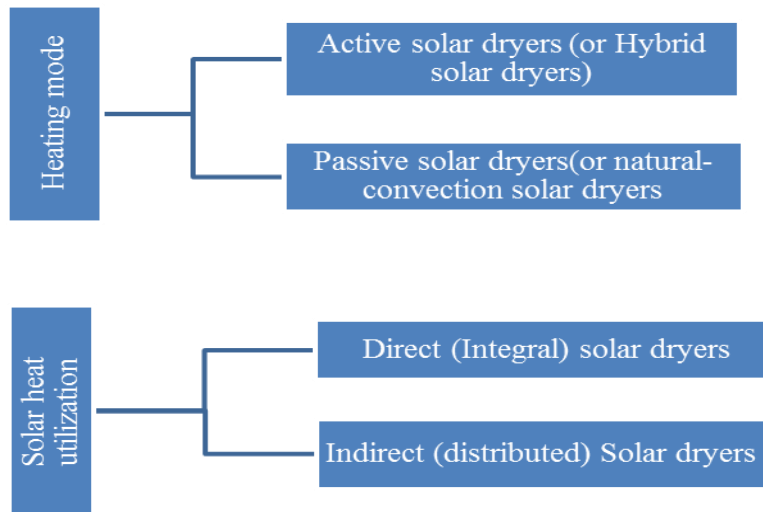 Heating mode
Active solar dryers (or Hybrid
solar dryers)
Passive solar dryers(or natural-
convection solar dryers
Solar heat
utilization
Direct (Integral) solar dryers
Indirect (distributed) Solar dryers